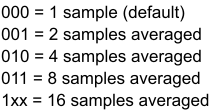 000 = 1 sample (default)
001 = 2 samples averaged
010 = 4 samples averaged
011 = 8 samples averaged
1xx = 16 samples averaged